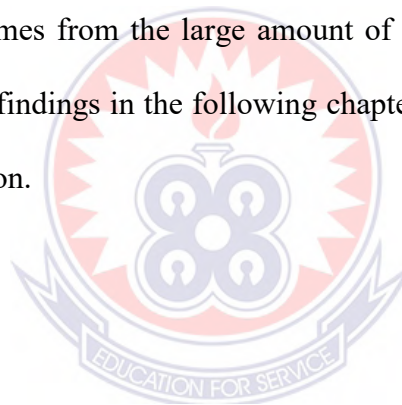 mes from the large amount of
findings in the following chapte
on.
EDUCATION FOR SERVICE